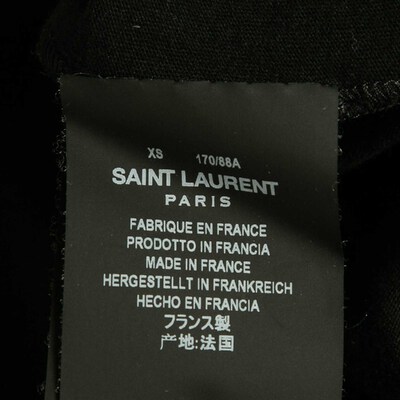 XS 170/88A
SAINT LAURENT
PARIS
FABRIQUE EN FRANCE
PRODOTTO IN FRANCIA
MADE IN FRANCE
HERGESTELLT IN FRANKREICH
HECHO EN FRANCIA
フランス製
产地:法国